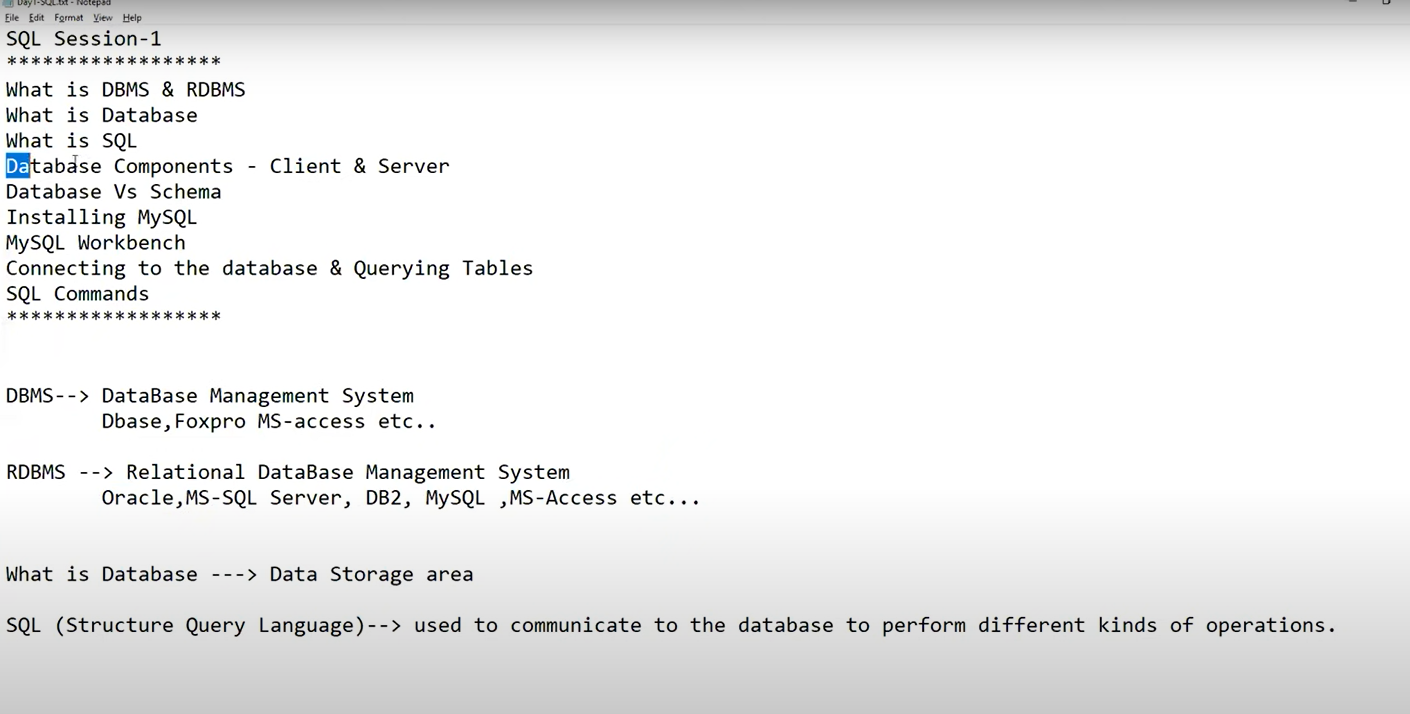 Day1-SQL.txt - Notepad
File Edit Format View Help
SQL Session-1
******************
What is DBMS & RDBMS
What is Database
What is SQL
Database Components - Client & Server
Database Vs Schema
Installing MySQL
MySQL Workbench
Connecting to the database & Querying Tables
SQL Commands
******************
DBMS--> DataBase Management System
Dbase,Foxpro MS-access etc..
RDBMS --> Relational DataBase Management System
Oracle,MS-SQL Server, DB2, MySQL ,MS-Access etc...
What is Database ---> Data Storage area
SQL (Structure Query Language)--> used to communicate to the database to perform different kinds of operations.